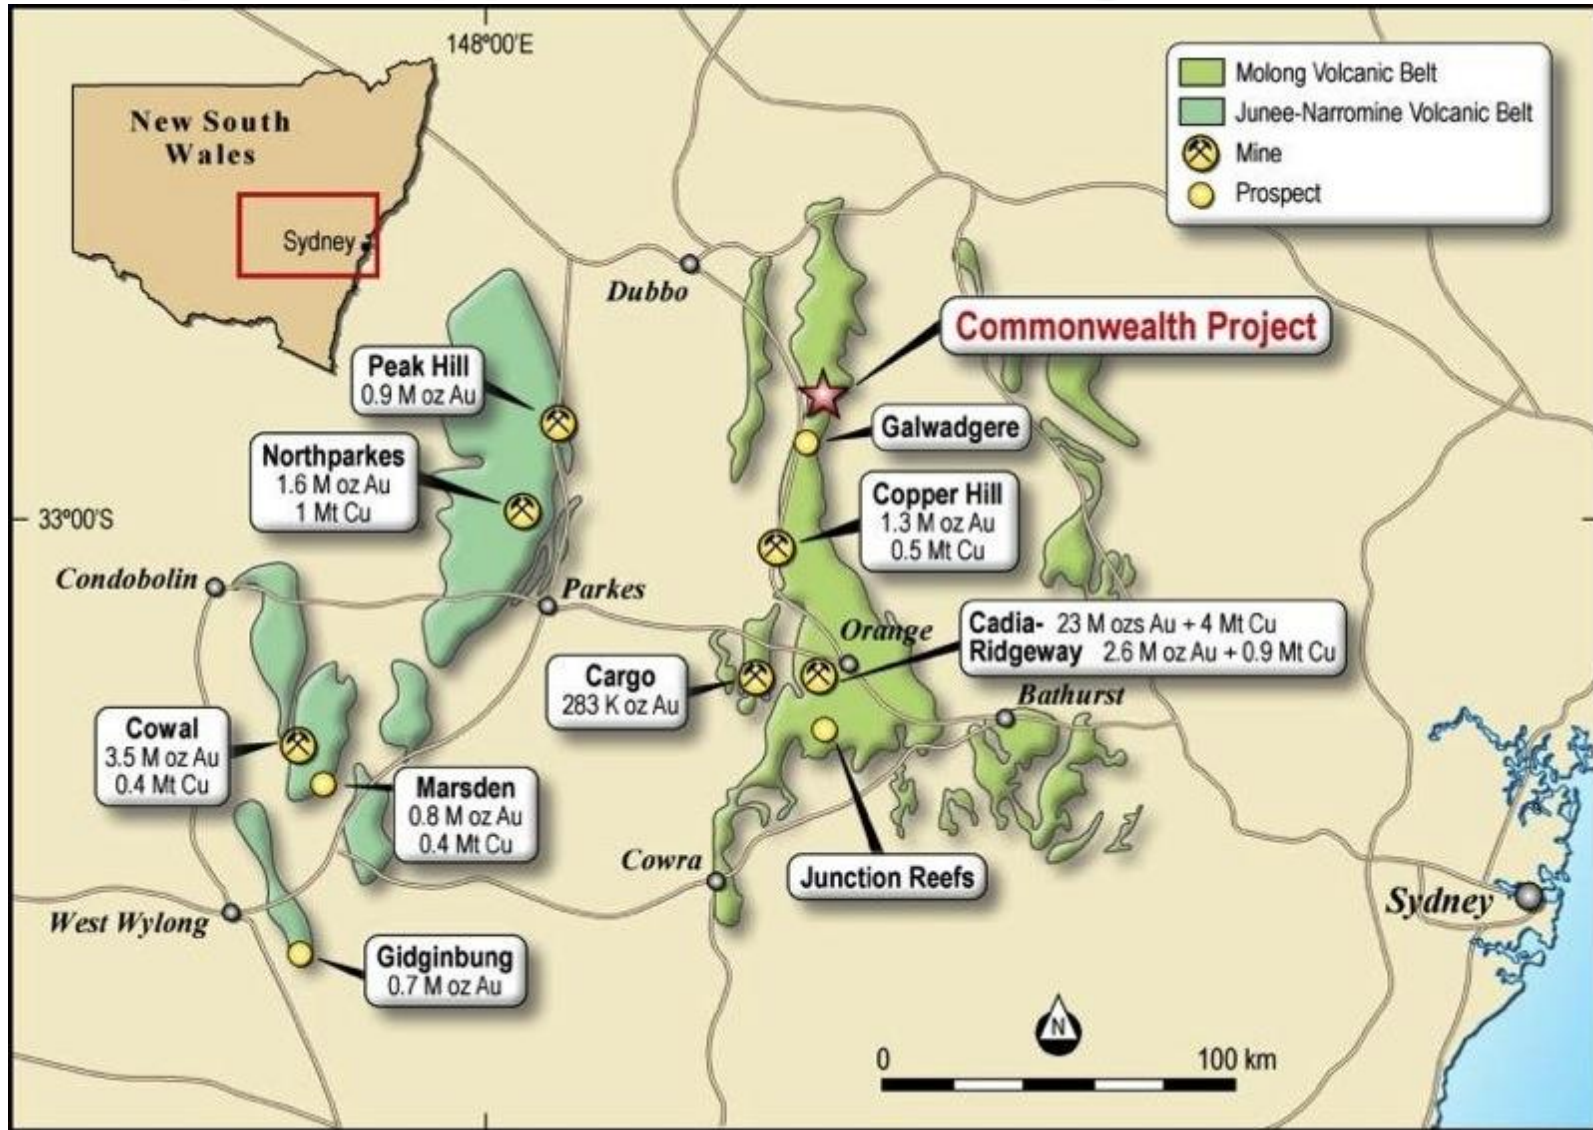 148°00'E
New South
Wales
Sydney
Molong Volcanic Belt
Junee-Narromine Volcanic Belt
Mine
Prospect
Dubbo
Commonwealth Project
Peak Hill
0.9 M oz Au
Galwadgere
Northparkes
1.6 M oz Au
1 Mt Cu
Copper Hill
1.3 M oz Au
0.5 Mt Cu
33°00'S
Condobolin
Parkes
Orange
Cadia- 23 M ozs Au + 4 Mt Cu
Ridgeway 2.6 M oz Au + 0.9 Mt Cu
Cargo
283 K oz Au
Bathurst
Cowal
3.5 M oz Au
0.4 Mt Cu
Marsden
0.8 M oz Au
0.4 Mt Cu
Cowra
Junction Reefs
Sydney
West Wylong
Gidginbung
0.7 M oz Au
N
0 100 km